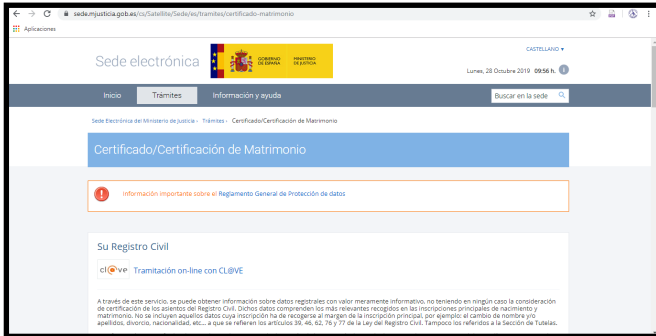 sede.mjusticia.gob.es/cs/Satellite/Sede/es/tramites/certificado-matrimonio
Aplicaciones
CASTELLANO
Sede electrónica
GOBIERNO DE ESPAÑA
MINISTERIO DE JUSTICIA
Lunes, 28 Octubre 2019 09:56 h.
Inicio Trámites Información y ayuda Buscar en la sede
Sede Electrónica del Ministerio de Justicia › Trámites › Certificado/Certificación de Matrimonio
Certificado/Certificación de Matrimonio
Información importante sobre el Reglamento General de Protección de datos
Su Registro Civil
cl@ve Tramitación on-line con CL@VE
A través de este servicio, se puede obtener información sobre datos registrales con valor meramente informativo, no teniendo en ningún caso la consideración
de certificación de los asientos del Registro Civil. Dichos datos comprenden los más relevantes recogidos en las inscripciones principales de nacimiento y
matrimonio. No se incluyen aquellos datos cuya inscripción ha de recogerse al margen de la inscripción principal, por ejemplo: el cambio de nombre y/o
apellidos, divorcio, nacionalidad, etc... a que se refieren los artículos 39, 46, 62, 76 y 77 de la Ley del Registro Civil. Tampoco los referidos a la Sección de Tutelas.